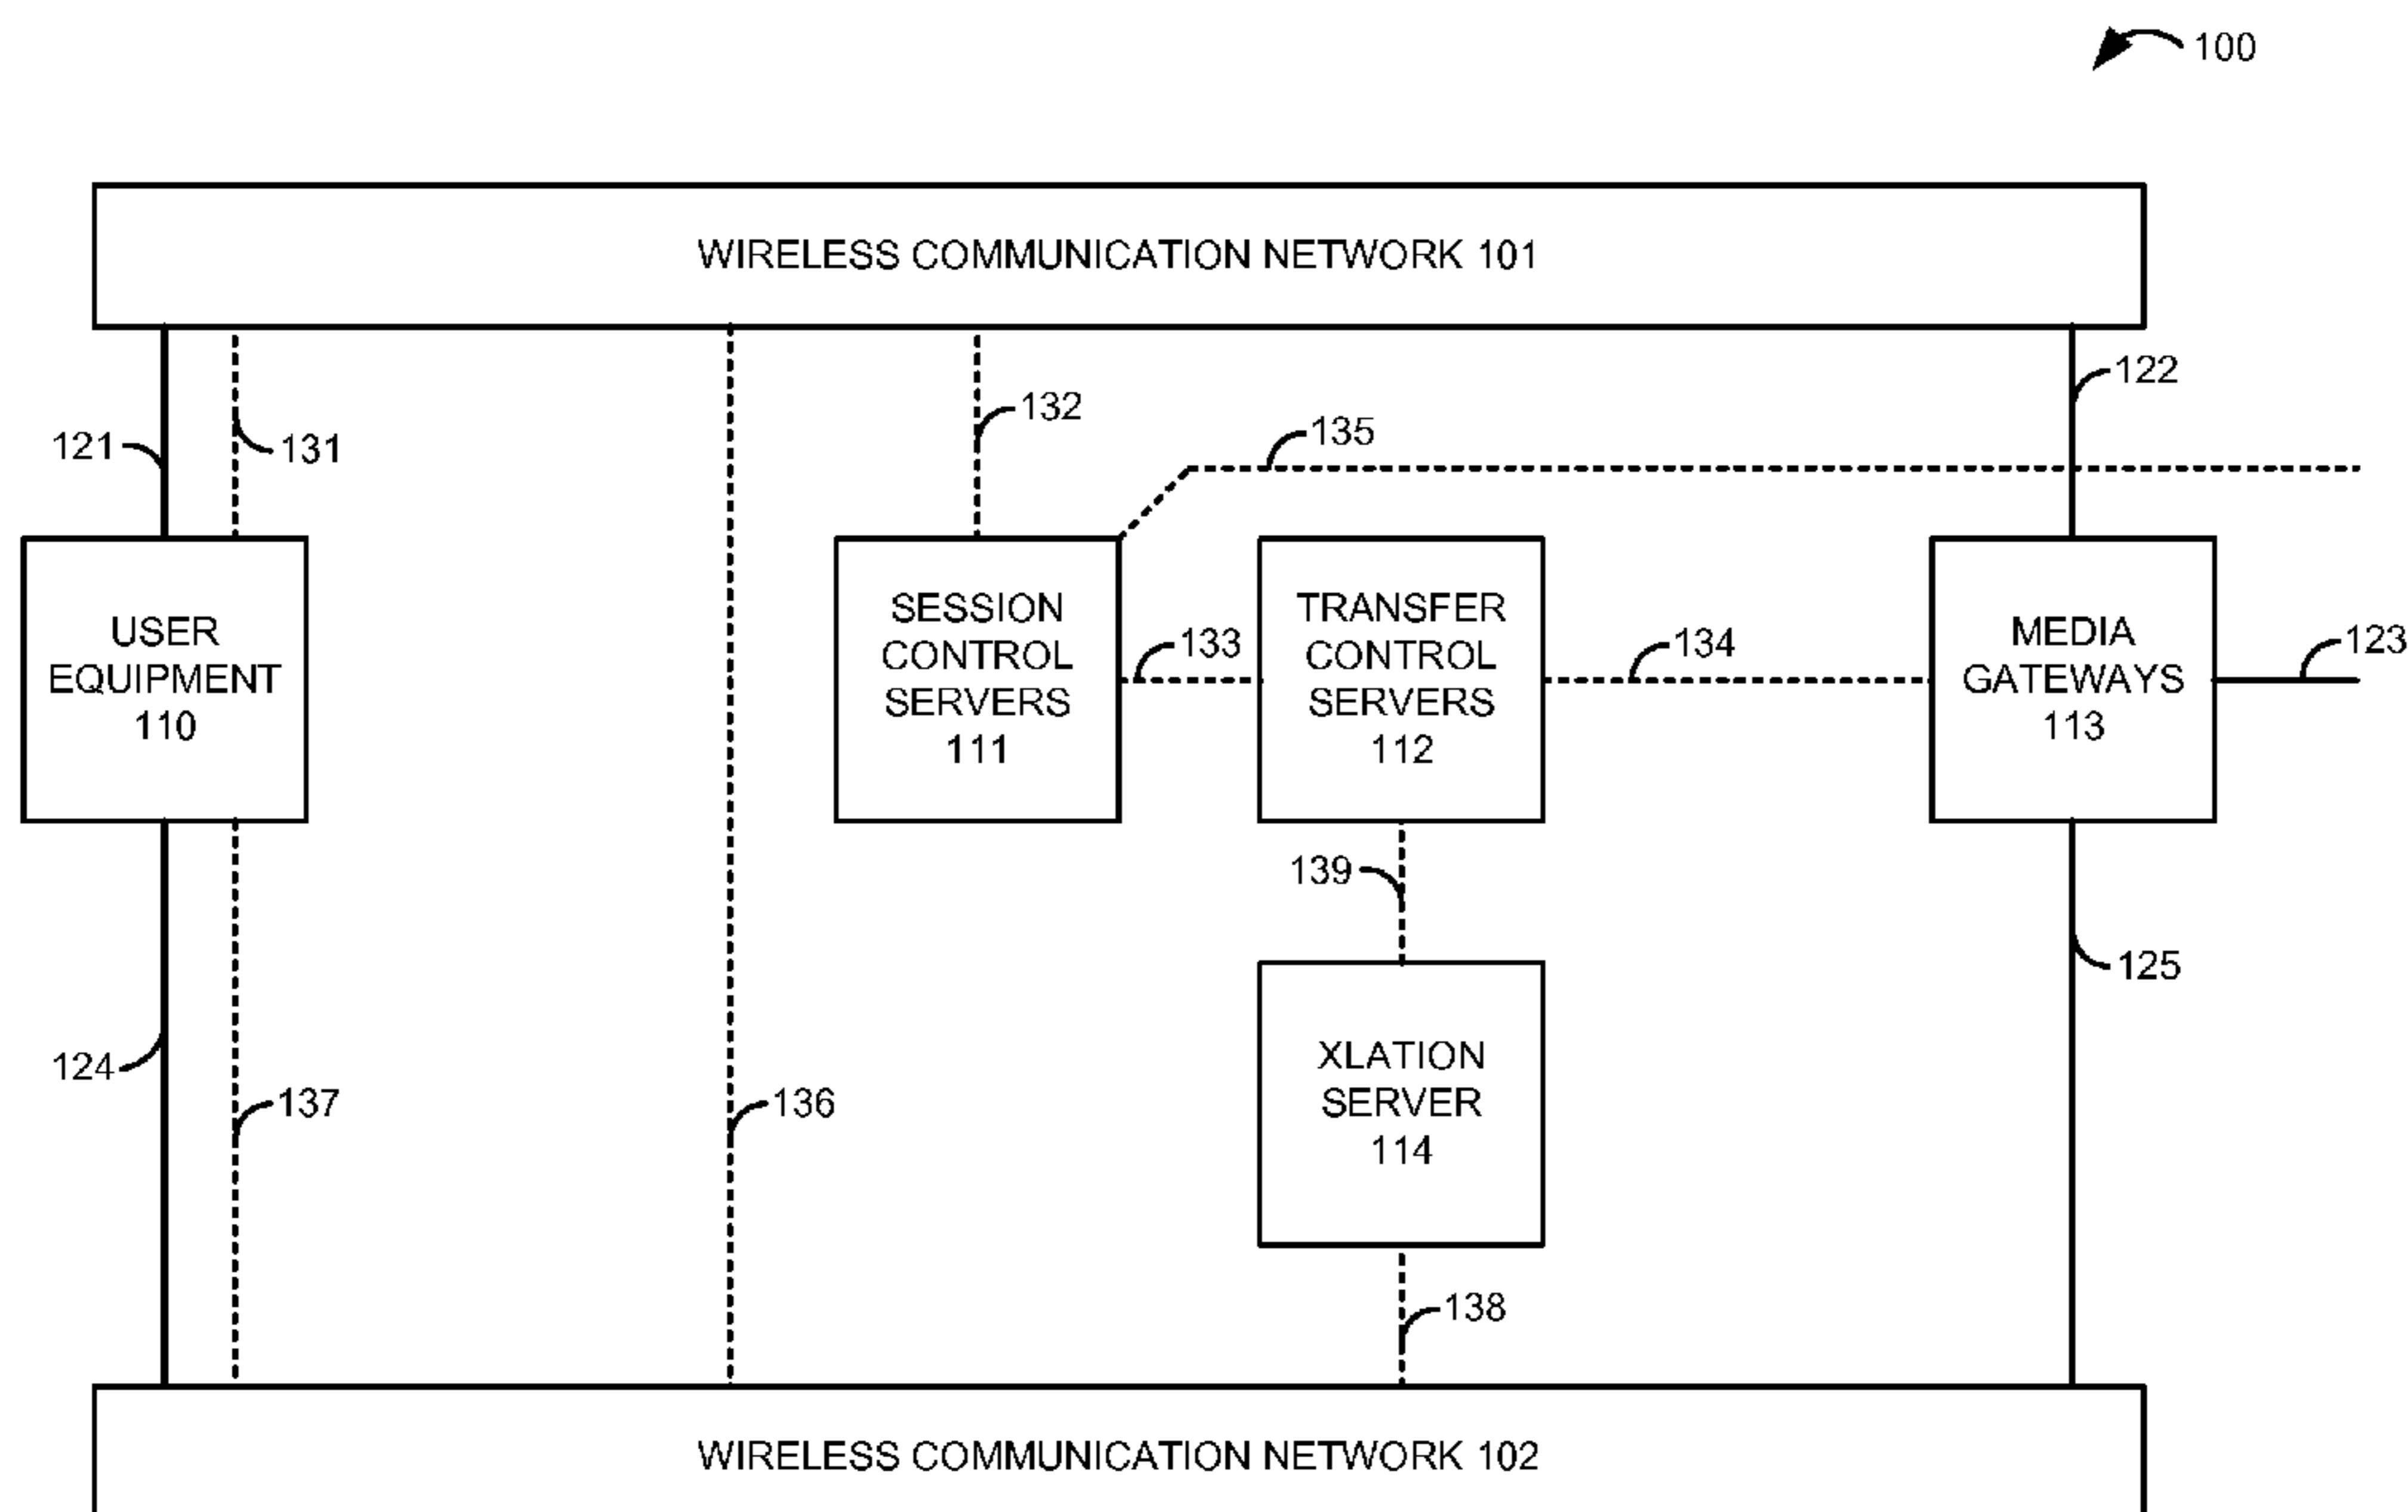 100
WIRELESS COMMUNICATION NETWORK 101
122
132
135
121
131
USER
EQUIPMENT
110
SESSION
CONTROL
SERVERS
111
133
TRANSFER
CONTROL
SERVERS
112
134
MEDIA
GATEWAYS
113
123
139
125
124
137
136
XLATION
SERVER
114
138
WIRELESS COMMUNICATION NETWORK 102